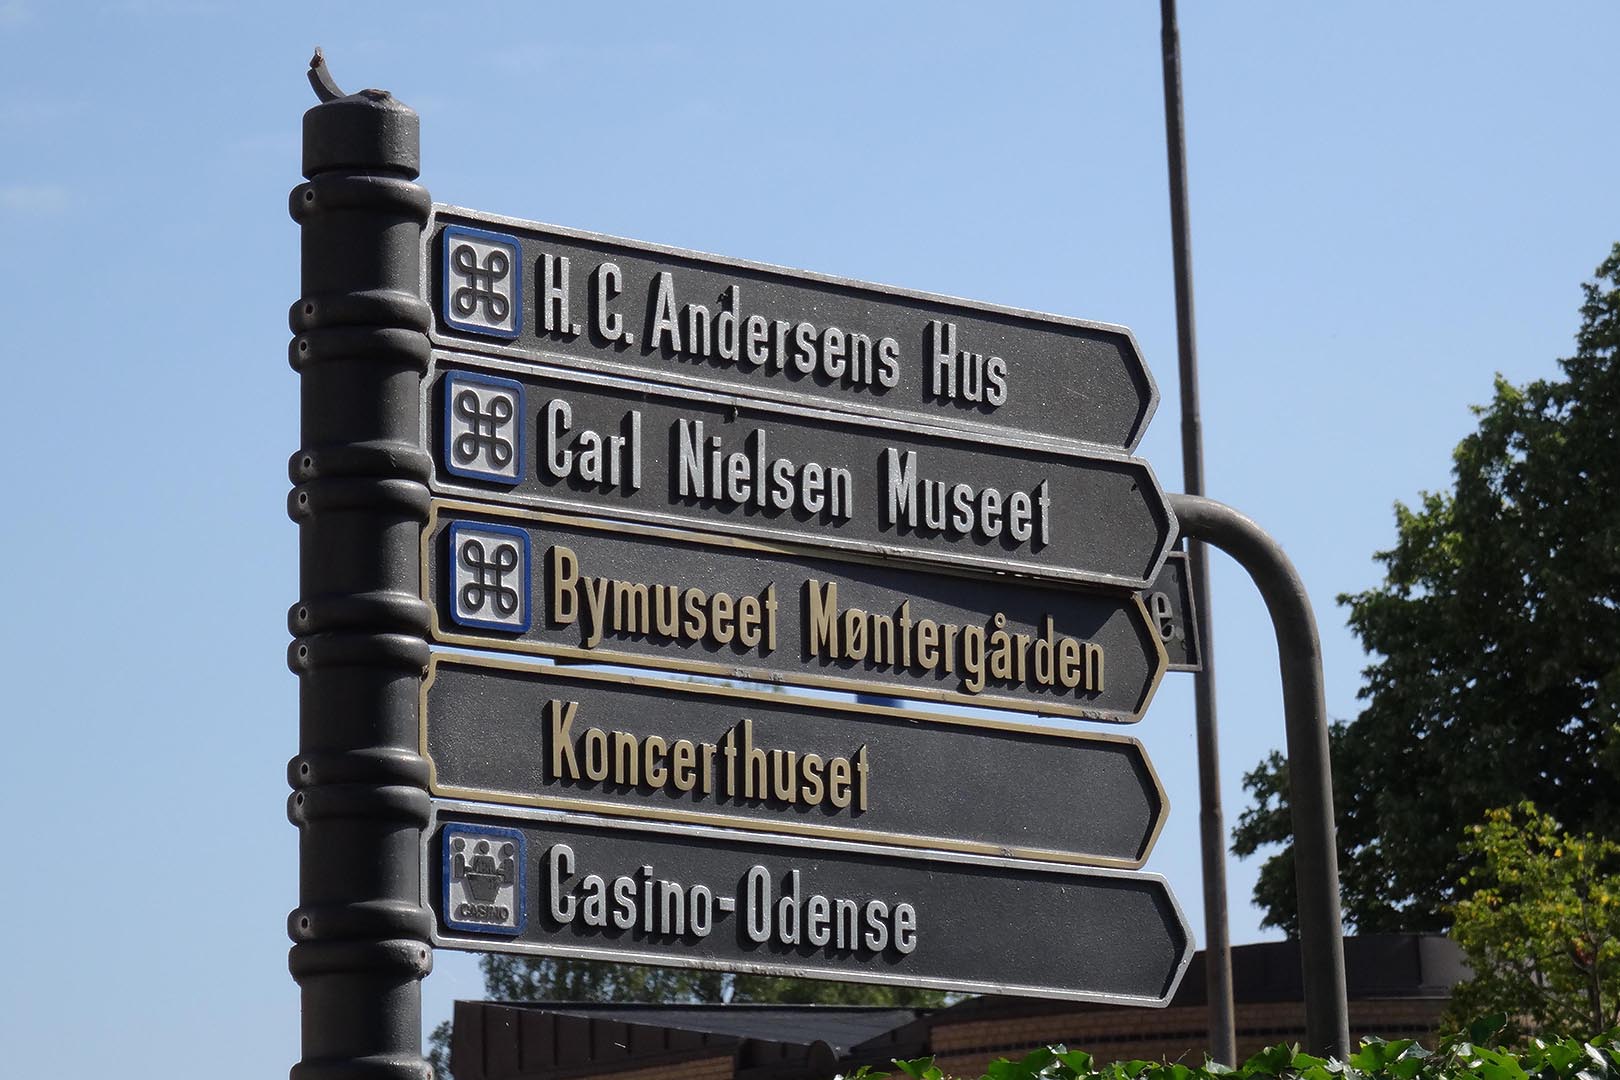 H. C. Andersens Hus
Carl Nielsen Museet
Bymuseet Møntergården
Koncerthuset
CASINO
Casino-Odense